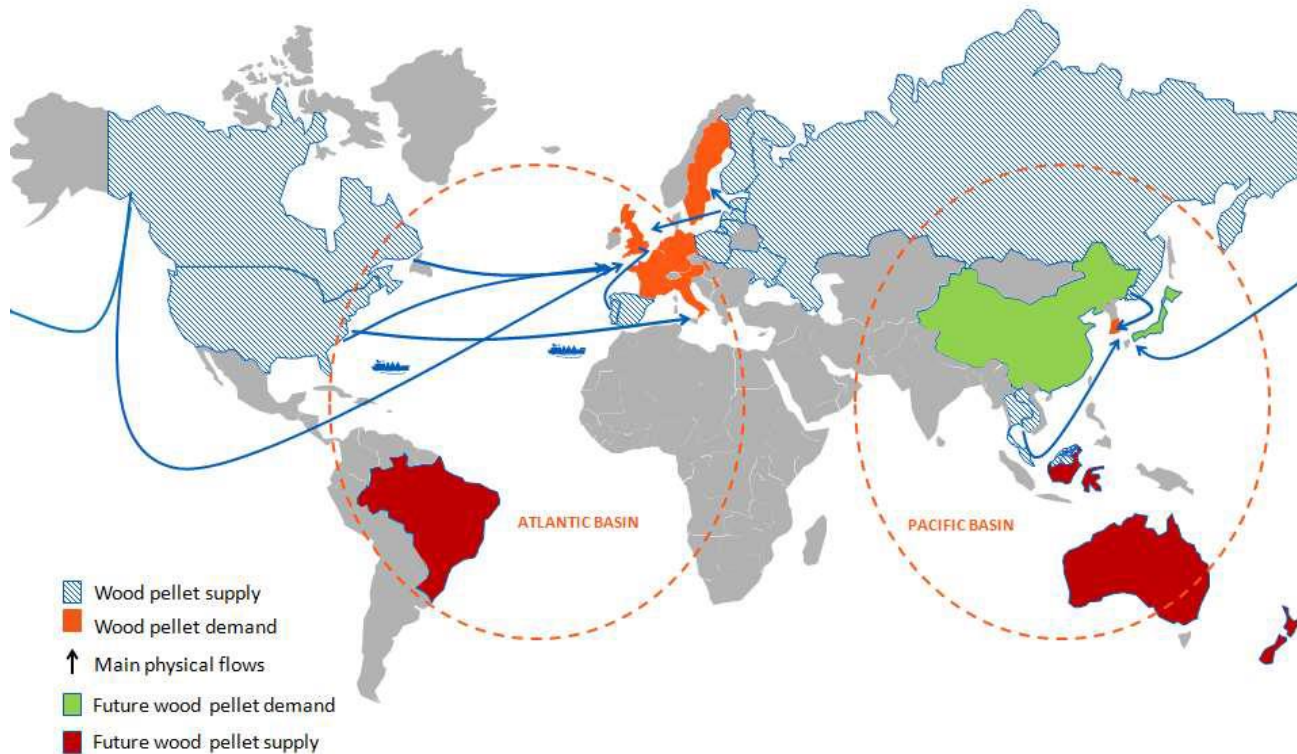 ATLANTIC BASIN
PACIFIC BASIN
Wood pellet supply
Wood pellet demand
Main physical flows
Future wood pellet demand
Future wood pellet supply